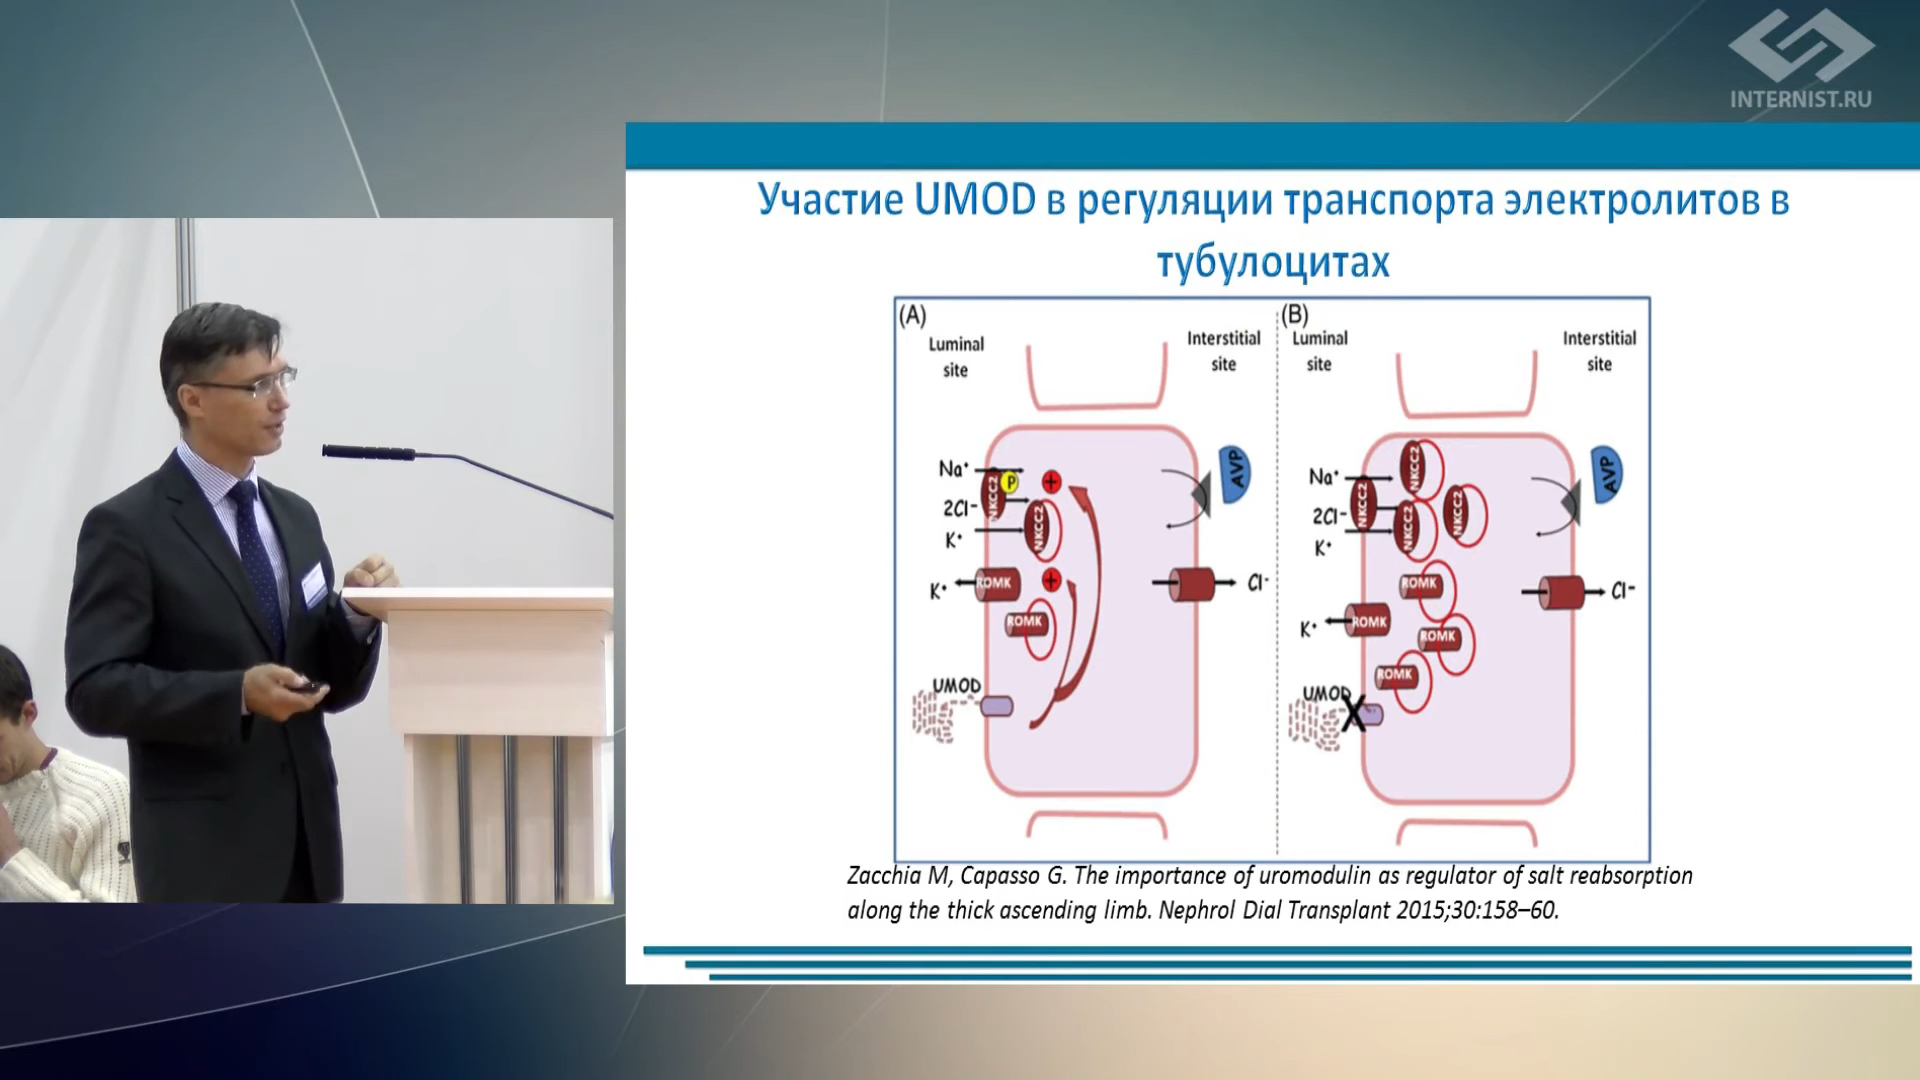 INTERNIST.RU
Участие UMOD в регуляции транспорта электролитов в
тубулоцитах
(A)
Luminal
site
Interstitial
site
Na⁺
2Cl⁻
K⁺
NKCC2
P
+
NKCC2
AVP
K⁺
ROMK
+
Cl⁻
ROMK
UMOD
(B)
Luminal
site
Interstitial
site
Na⁺
2Cl⁻
K⁺
NKCC2
NKCC2
NKCC2
NKCC2
AVP
ROMK
Cl⁻
K⁺
ROMK
ROMK
ROMK
UMOD
X
Zacchia M, Capasso G. The importance of uromodulin as regulator of salt reabsorption
along the thick ascending limb. Nephrol Dial Transplant 2015;30:158–60.